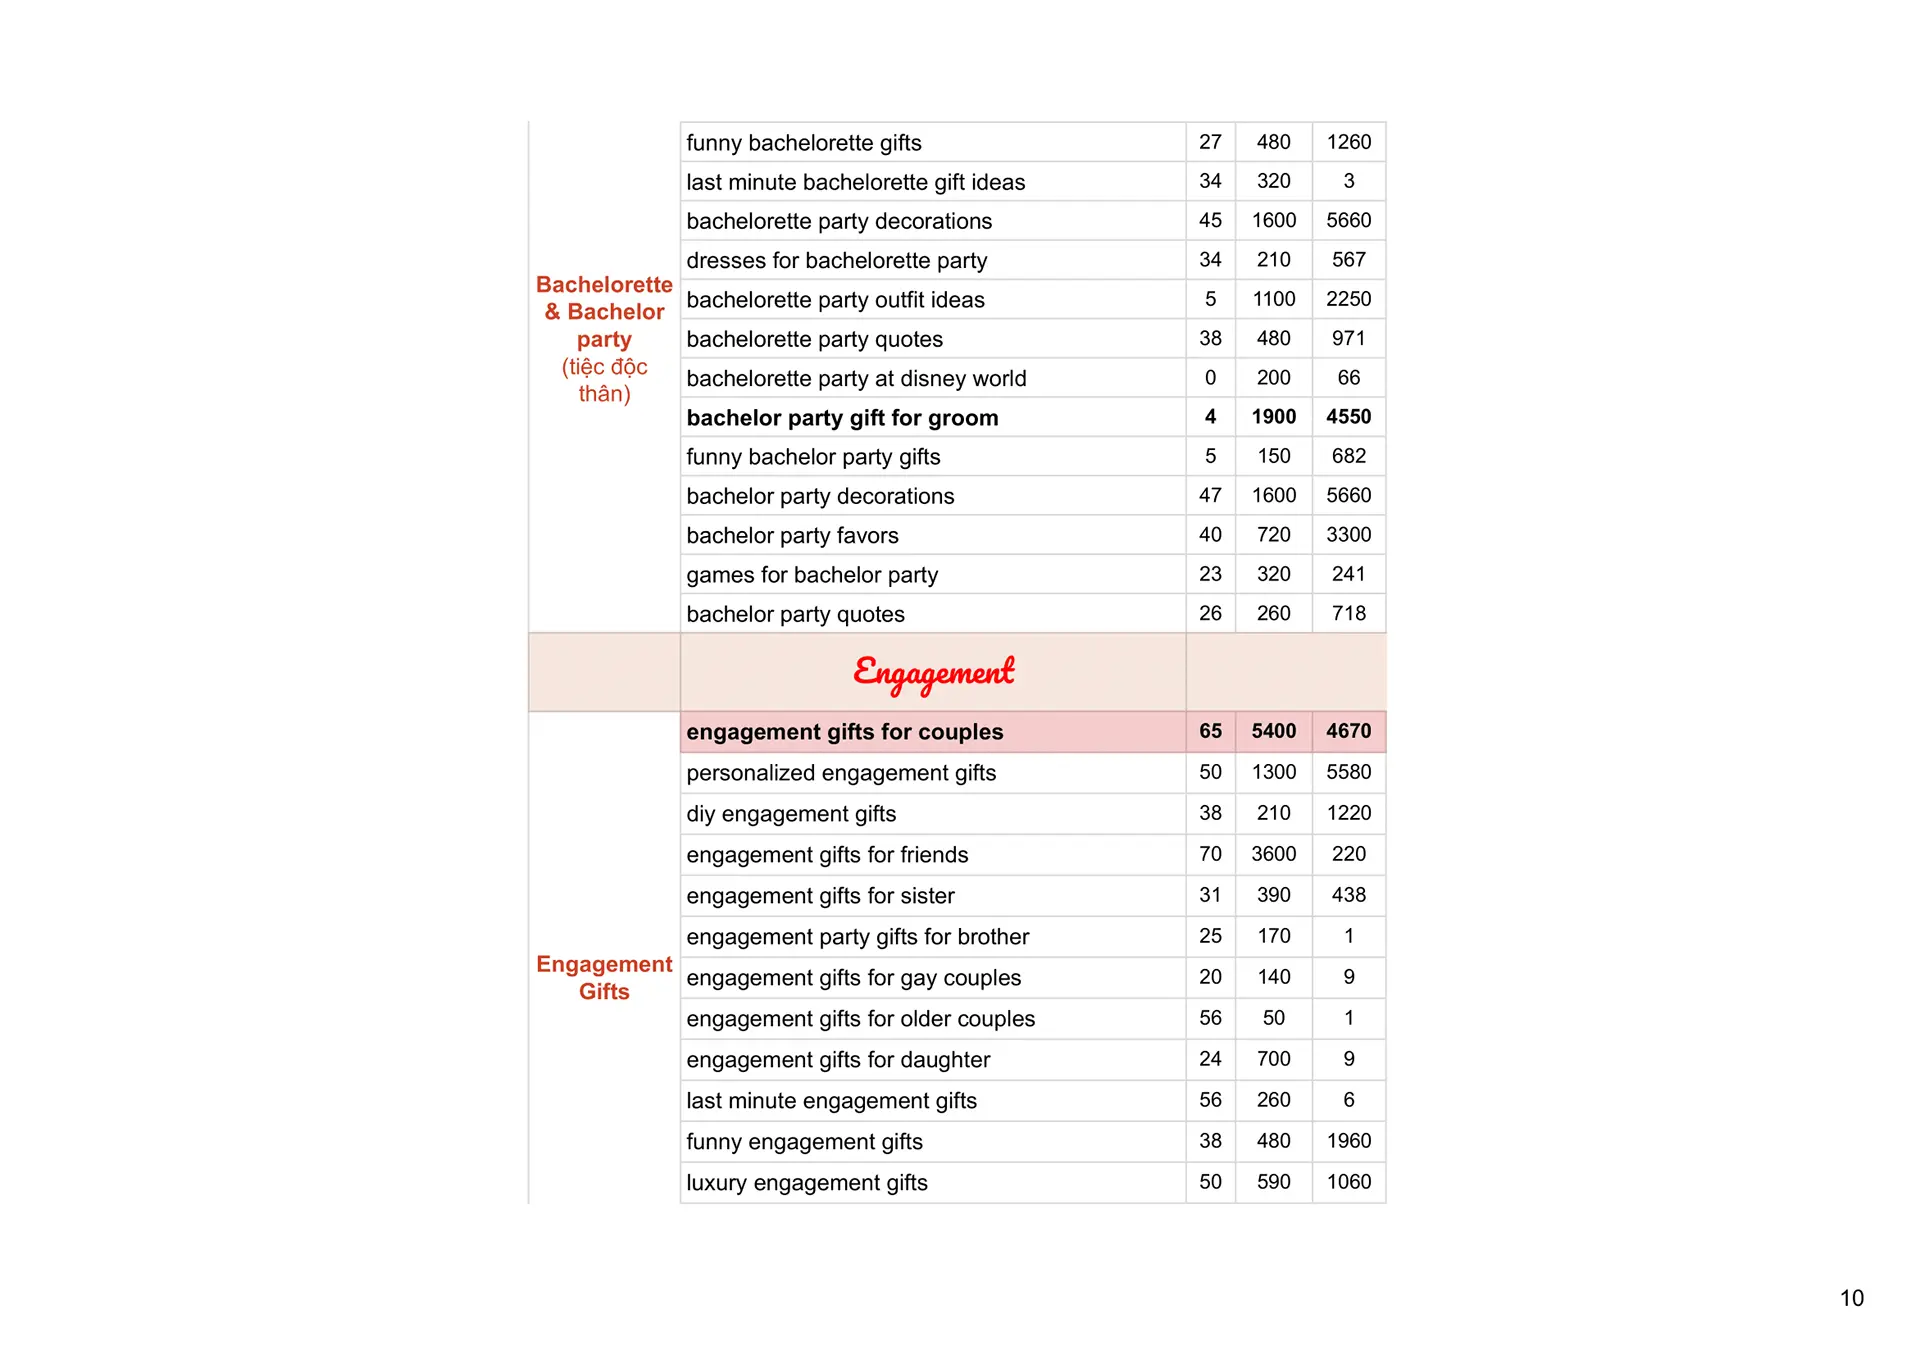 funny bachelorette gifts 27 480 1260
last minute bachelorette gift ideas 34 320 3
bachelorette party decorations 45 1600 5660
dresses for bachelorette party 34 210 567
Bachelorette
& Bachelor
party
(tiệc độc
thân)
bachelorette party outfit ideas 5 1100 2250
bachelorette party quotes 38 480 971
bachelorette party at disney world 0 200 66
bachelor party gift for groom 4 1900 4550
funny bachelor party gifts 5 150 682
bachelor party decorations 47 1600 5660
bachelor party favors 40 720 3300
games for bachelor party 23 320 241
bachelor party quotes 26 260 718
Engagement
engagement gifts for couples 65 5400 4670
personalized engagement gifts 50 1300 5580
diy engagement gifts 38 210 1220
engagement gifts for friends 70 3600 220
engagement gifts for sister 31 390 438
engagement party gifts for brother 25 170 1
Engagement
Gifts
engagement gifts for gay couples 20 140 9
engagement gifts for older couples 56 50 1
engagement gifts for daughter 24 700 9
last minute engagement gifts 56 260 6
funny engagement gifts 38 480 1960
luxury engagement gifts 50 590 1060
10